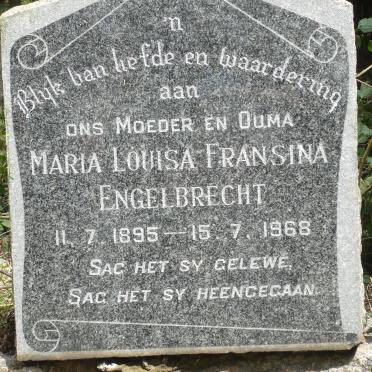 'n
Blyk van liefde en waardering
aan
ONS MOEDER EN OUMA
MARIA LOUISA FRANSINA
ENGELBRECHT
11. 7. 1895 — 15. 7. 1968
SAG HET SY GELEWE,
SAG HET SY HEENGEGAAN.